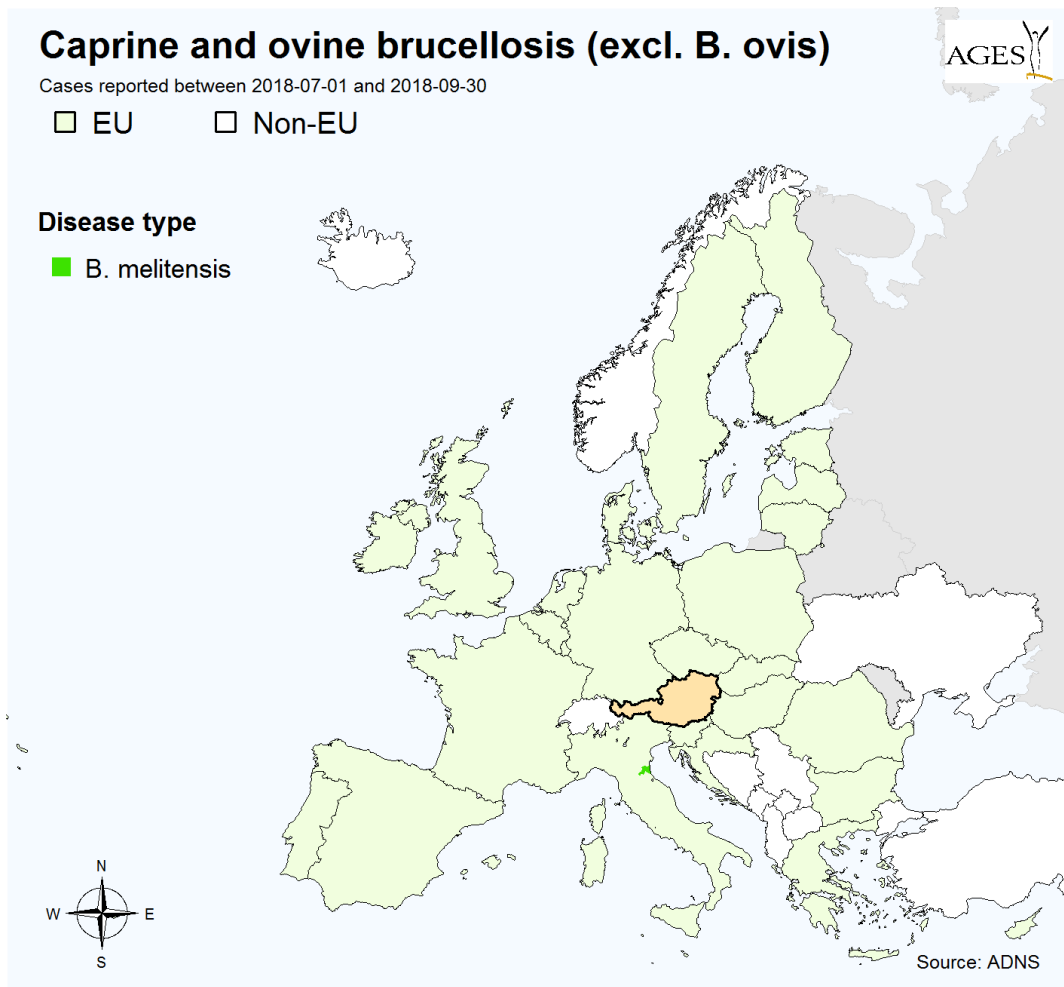 Caprine and ovine brucellosis (excl. B. ovis)
AGES
Cases reported between 2018-07-01 and 2018-09-30
EU Non-EU
Disease type
B. melitensis
N
W E
S
Source: ADNS